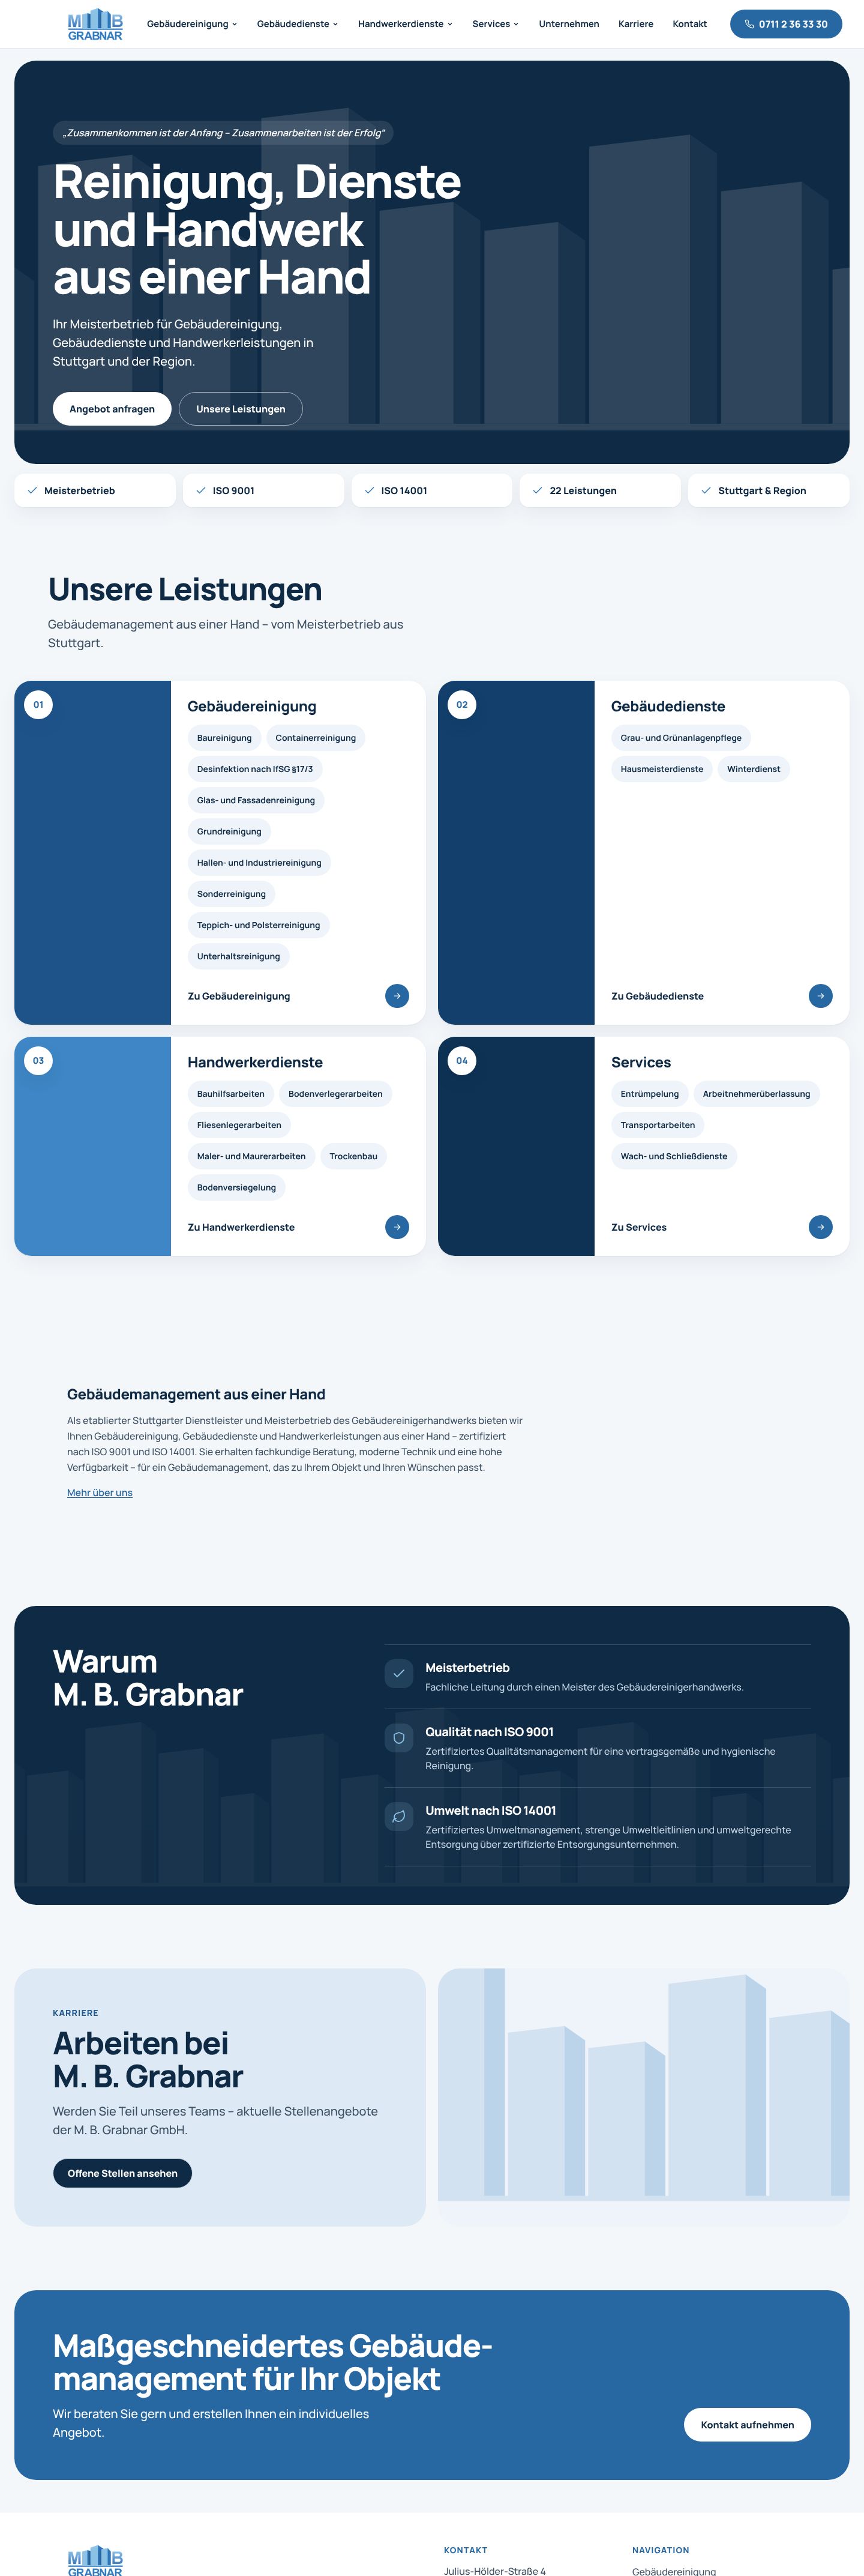 M B
GRABNAR
Gebäudereinigung
Gebäudedienste
Handwerkerdienste
Services
Unternehmen
Karriere
Kontakt
0711 2 36 33 30
„Zusammenkommen ist der Anfang – Zusammenarbeiten ist der Erfolg“
Reinigung, Dienste
und Handwerk
aus einer Hand
Ihr Meisterbetrieb für Gebäudereinigung,
Gebäudedienste und Handwerkerleistungen in
Stuttgart und der Region.
Angebot anfragen
Unsere Leistungen
Meisterbetrieb
ISO 9001
ISO 14001
22 Leistungen
Stuttgart & Region
Unsere Leistungen
Gebäudemanagement aus einer Hand – vom Meisterbetrieb aus
Stuttgart.
01
Gebäudereinigung
Baureinigung
Containerreinigung
Desinfektion nach IfSG §17/3
Glas- und Fassadenreinigung
Grundreinigung
Hallen- und Industriereinigung
Sonderreinigung
Teppich- und Polsterreinigung
Unterhaltsreinigung
Zu Gebäudereinigung
02
Gebäudedienste
Grau- und Grünanlagenpflege
Hausmeisterdienste
Winterdienst
Zu Gebäudedienste
03
Handwerkerdienste
Bauhilfsarbeiten
Bodenverlegerarbeiten
Fliesenlegerarbeiten
Maler- und Maurerarbeiten
Trockenbau
Bodenversiegelung
Zu Handwerkerdienste
04
Services
Entrümpelung
Arbeitnehmerüberlassung
Transportarbeiten
Wach- und Schließdienste
Zu Services
Gebäudemanagement aus einer Hand
Als etablierter Stuttgarter Dienstleister und Meisterbetrieb des Gebäudereinigerhandwerks bieten wir
Ihnen Gebäudereinigung, Gebäudedienste und Handwerkerleistungen aus einer Hand – zertifiziert
nach ISO 9001 und ISO 14001. Sie erhalten fachkundige Beratung, moderne Technik und eine hohe
Verfügbarkeit – für ein Gebäudemanagement, das zu Ihrem Objekt und Ihren Wünschen passt.
Mehr über uns
Warum
M. B. Grabnar
Meisterbetrieb
Fachliche Leitung durch einen Meister des Gebäudereinigerhandwerks.
Qualität nach ISO 9001
Zertifiziertes Qualitätsmanagement für eine vertragsgemäße und hygienische
Reinigung.
Umwelt nach ISO 14001
Zertifiziertes Umweltmanagement, strenge Umweltleitlinien und umweltgerechte
Entsorgung über zertifizierte Entsorgungsunternehmen.
KARRIERE
Arbeiten bei
M. B. Grabnar
Werden Sie Teil unseres Teams – aktuelle Stellenangebote
der M. B. Grabnar GmbH.
Offene Stellen ansehen
Maßgeschneidertes Gebäude-
management für Ihr Objekt
Wir beraten Sie gern und erstellen Ihnen ein individuelles
Angebot.
Kontakt aufnehmen
M B
GRABNAR
KONTAKT
Julius-Hölder-Straße 4
NAVIGATION
Gebäudereinigung